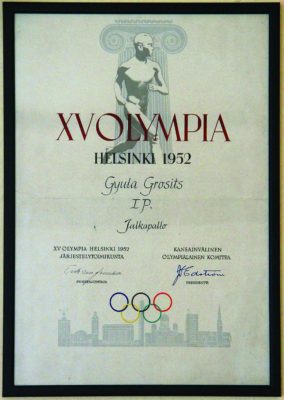 XV OLYMPIA
HELSINKI 1952
Gyula Grosits
I P.
Jalkapallo
XV OLYMPIA HELSINKI 1952
JÄRJESTELYTOIMIKUNTA
KANSAINVÄLINEN
OLYMPIALAINEN KOMITEA
PUHEENJOHTAJA
PRESIDENTTI